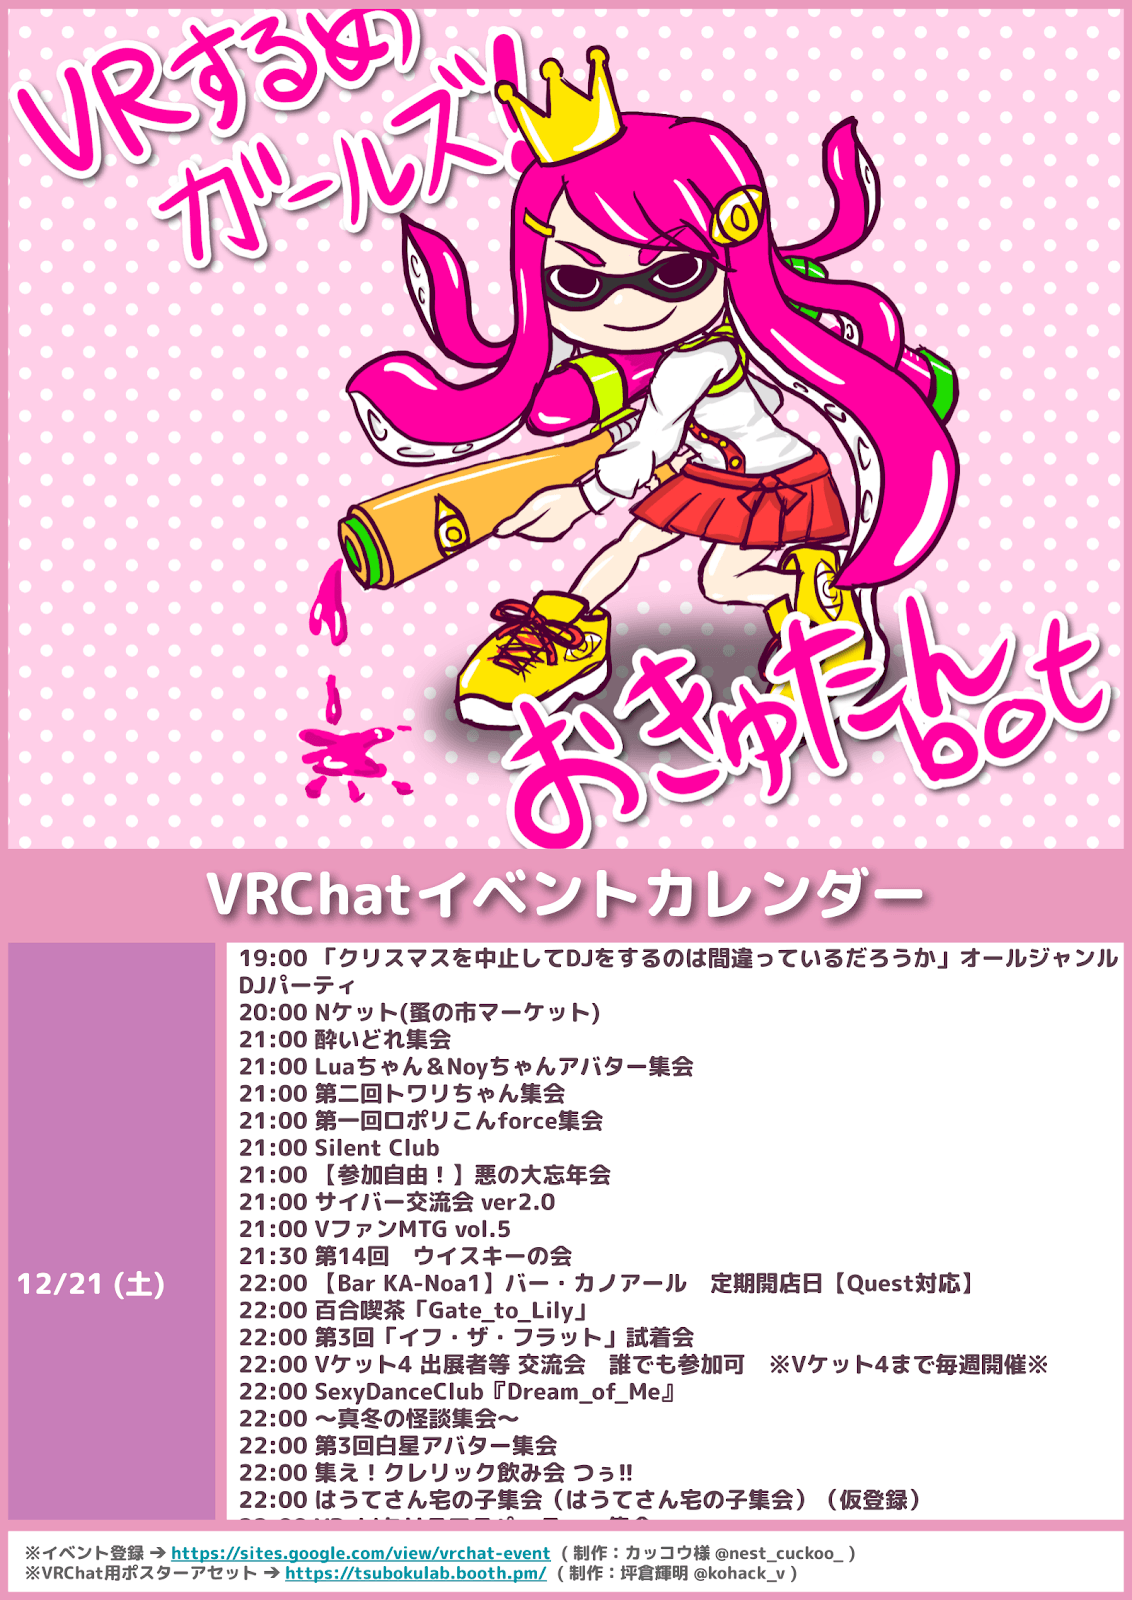 VRするめ
ガールズ!
おきゅたん
bot
VRChatイベントカレンダー
12/21 (土)
19:00 「クリスマスを中止してDJをするのは間違っているだろうか」オールジャンル
DJパーティ
20:00 Nケット(蚤の市マーケット)
21:00 酔いどれ集会
21:00 Luaちゃん＆Noyちゃんアバター集会
21:00 第二回トワリちゃん集会
21:00 第一回ロポリこんforce集会
21:00 Silent Club
21:00 【参加自由！】悪の大忘年会
21:00 サイバー交流会 ver2.0
21:00 VファンMTG vol.5
21:30 第14回　ウイスキーの会
22:00 【Bar KA-Noa1】バー・カノアール　定期開店日【Quest対応】
22:00 百合喫茶「Gate_to_Lily」
22:00 第3回「イフ・ザ・フラット」試着会
22:00 Vケット4 出展者等 交流会　誰でも参加可　※Vケット4まで毎週開催※
22:00 SexyDanceClub『Dream_of_Me』
22:00 ～真冬の怪談集会～
22:00 第3回白星アバター集会
22:00 集え！クレリック飲み会 つぅ!!
22:00 はうてさん宅の子集会（はうてさん宅の子集会）（仮登録）
※イベント登録 → https://sites.google.com/view/vrchat-event ( 制作：カッコウ様 @nest_cuckoo_ )
※VRChat用ポスターアセット → https://tsubokulab.booth.pm/ ( 制作：坪倉輝明 @kohack_v )